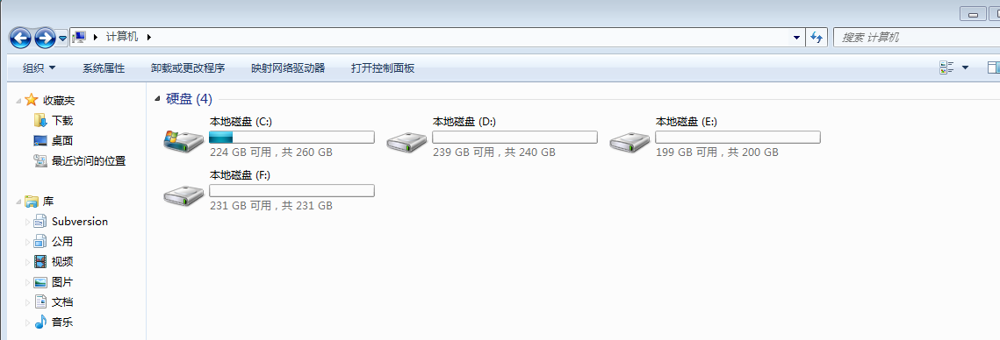 计算机
搜索 计算机
组织 系统属性 卸载或更改程序 映射网络驱动器 打开控制面板
收藏夹
下载
桌面
最近访问的位置
库
Subversion
公用
视频
图片
文档
音乐
硬盘 (4)
本地磁盘 (C:)
224 GB 可用，共 260 GB
本地磁盘 (D:)
239 GB 可用，共 240 GB
本地磁盘 (E:)
199 GB 可用，共 200 GB
本地磁盘 (F:)
231 GB 可用，共 231 GB